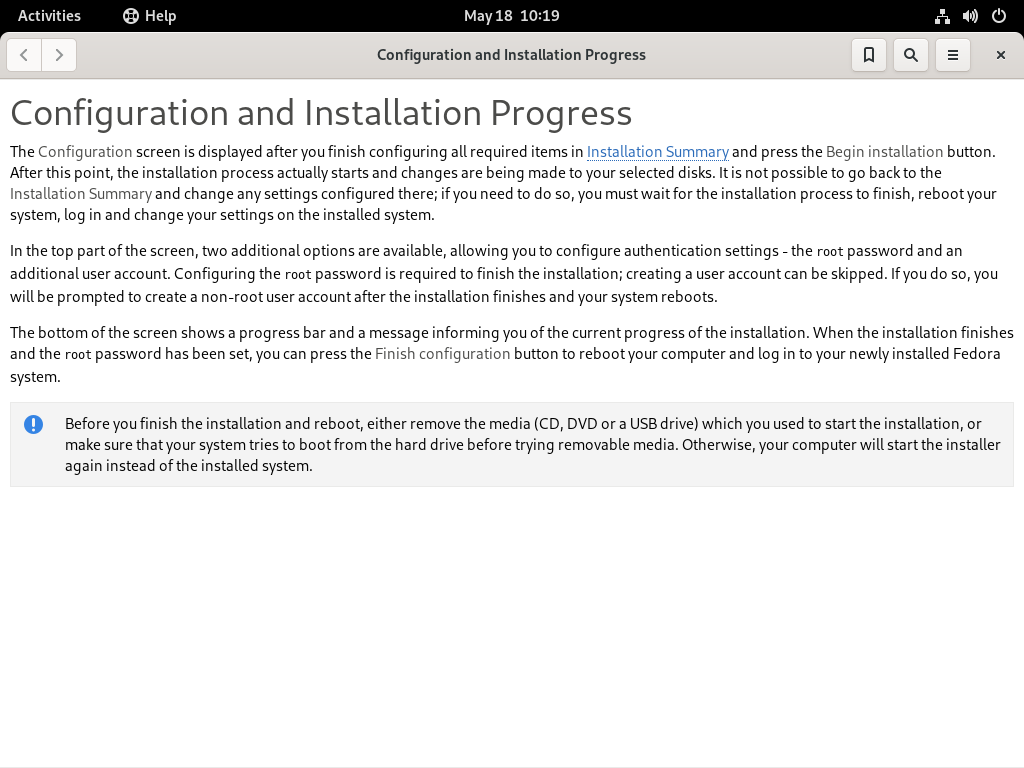 Activities Help May 18 10:19
Configuration and Installation Progress
Configuration and Installation Progress
The Configuration screen is displayed after you finish configuring all required items in Installation Summary and press the Begin installation button.
After this point, the installation process actually starts and changes are being made to your selected disks. It is not possible to go back to the
Installation Summary and change any settings configured there; if you need to do so, you must wait for the installation process to finish, reboot your
system, log in and change your settings on the installed system.
In the top part of the screen, two additional options are available, allowing you to configure authentication settings - the root password and an
additional user account. Configuring the root password is required to finish the installation; creating a user account can be skipped. If you do so, you
will be prompted to create a non-root user account after the installation finishes and your system reboots.
The bottom of the screen shows a progress bar and a message informing you of the current progress of the installation. When the installation finishes
and the root password has been set, you can press the Finish configuration button to reboot your computer and log in to your newly installed Fedora
system.
Before you finish the installation and reboot, either remove the media (CD, DVD or a USB drive) which you used to start the installation, or
make sure that your system tries to boot from the hard drive before trying removable media. Otherwise, your computer will start the installer
again instead of the installed system.